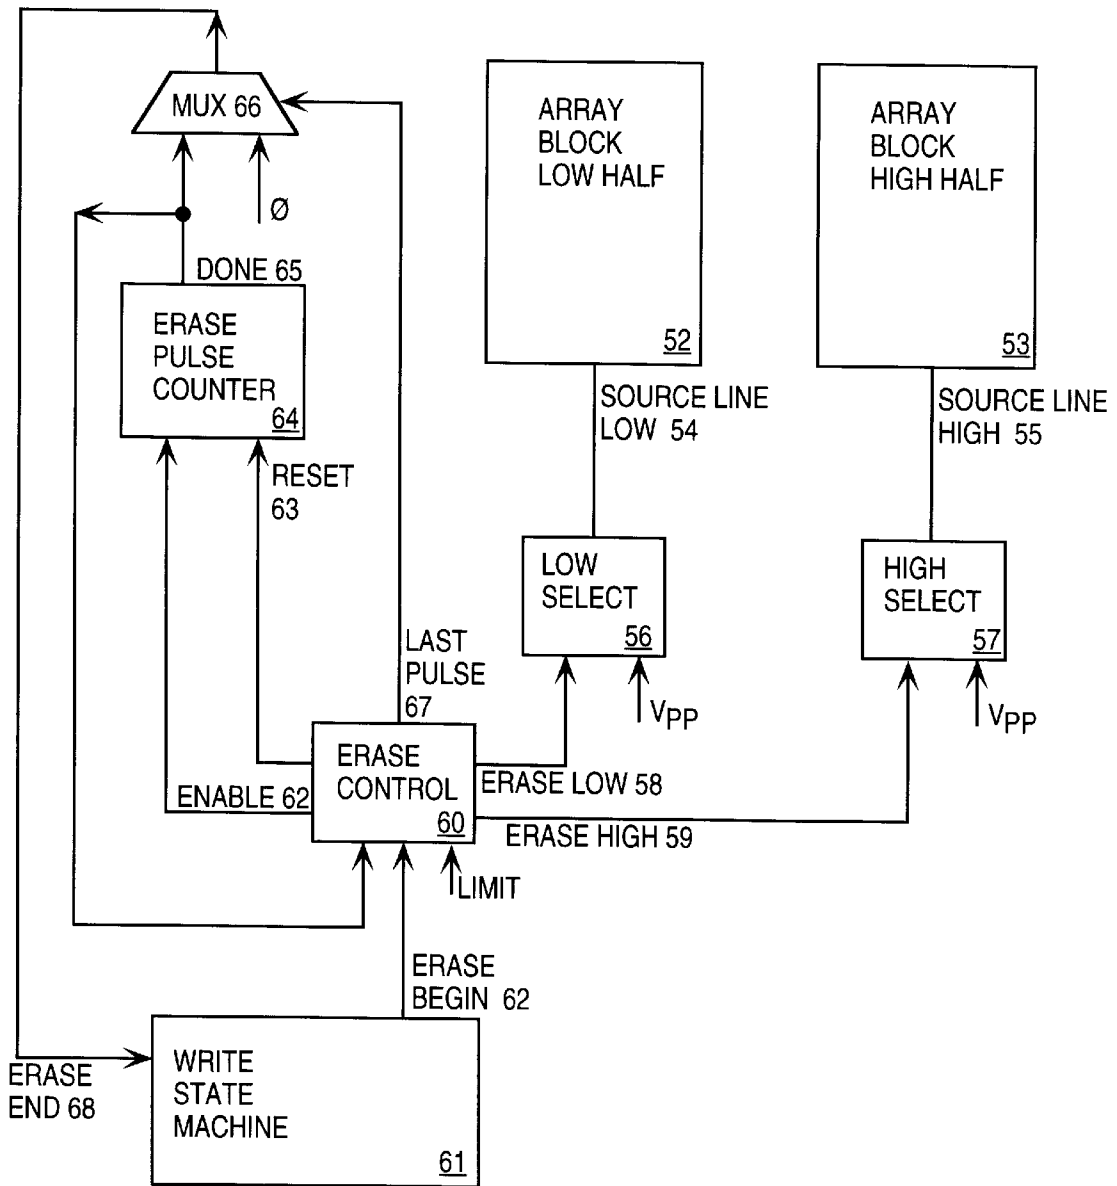 MUX 66
Ø
DONE 65
ERASE
PULSE
COUNTER
64
RESET
63
ARRAY
BLOCK
LOW HALF
52
ARRAY
BLOCK
HIGH HALF
53
SOURCE LINE
LOW 54
SOURCE LINE
HIGH 55
LOW
SELECT
56
HIGH
SELECT
57
VPP
VPP
LAST
PULSE
67
ERASE
CONTROL
60
ENABLE 62
ERASE LOW 58
ERASE HIGH 59
LIMIT
ERASE
BEGIN 62
WRITE
STATE
MACHINE
61
ERASE
END 68